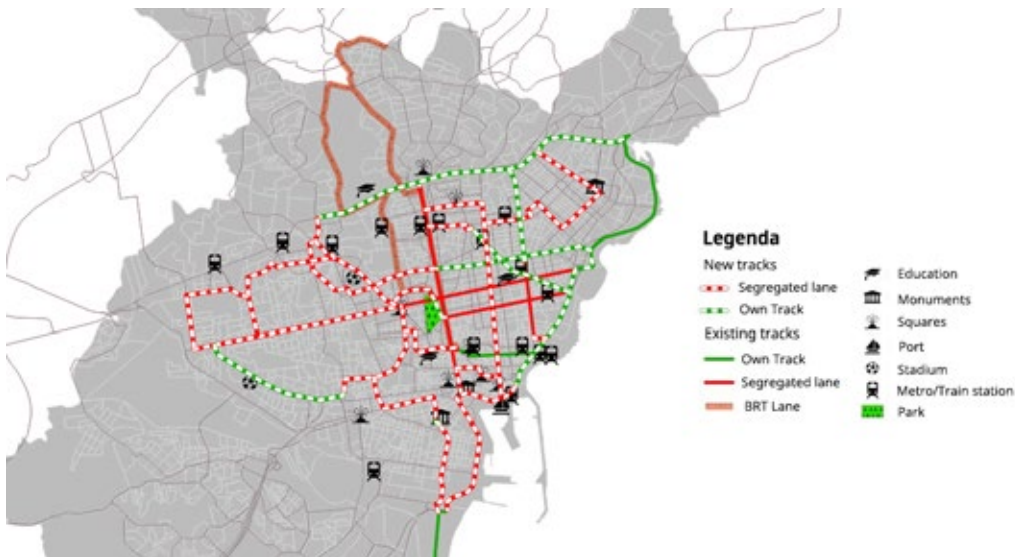 Legenda
New tracks
Segregated lane
Own Track
Existing tracks
Own Track
Segregated lane
BRT Lane
Education
Monuments
Squares
Port
Stadium
Metro/Train station
Park